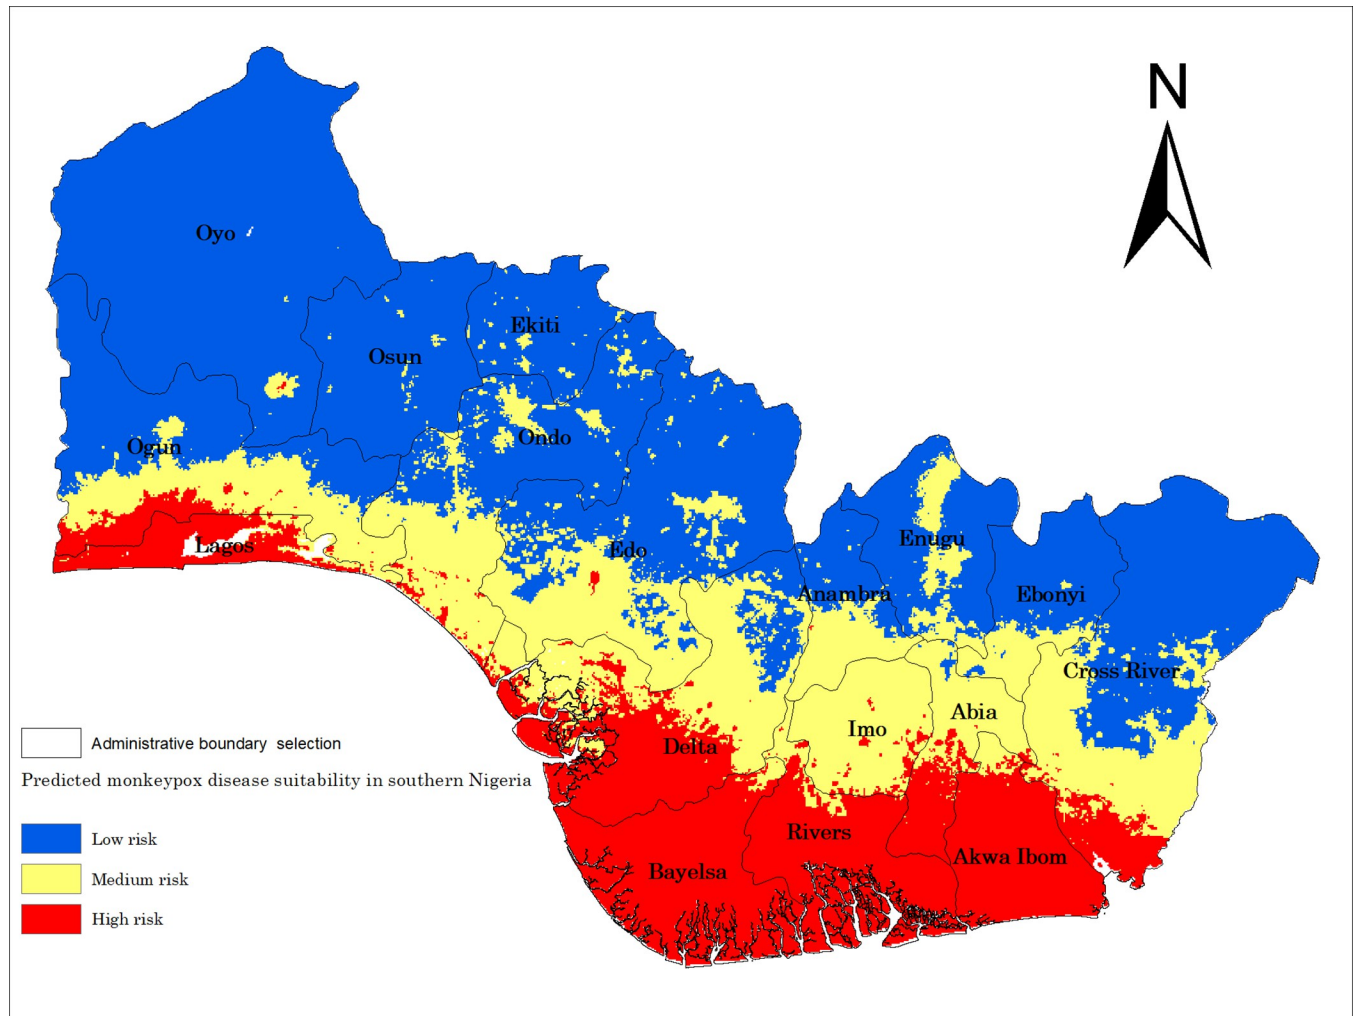 N
Oyo
Ekiti
Osun
Ondo
Ogun
Lagos
Edo
Enugu
Anambra
Ebonyi
Cross River
Abia
Imo
Delta
Rivers
Akwa Ibom
Bayelsa
Administrative boundary selection
Predicted monkeypox disease suitability in southern Nigeria
Low risk
Medium risk
High risk